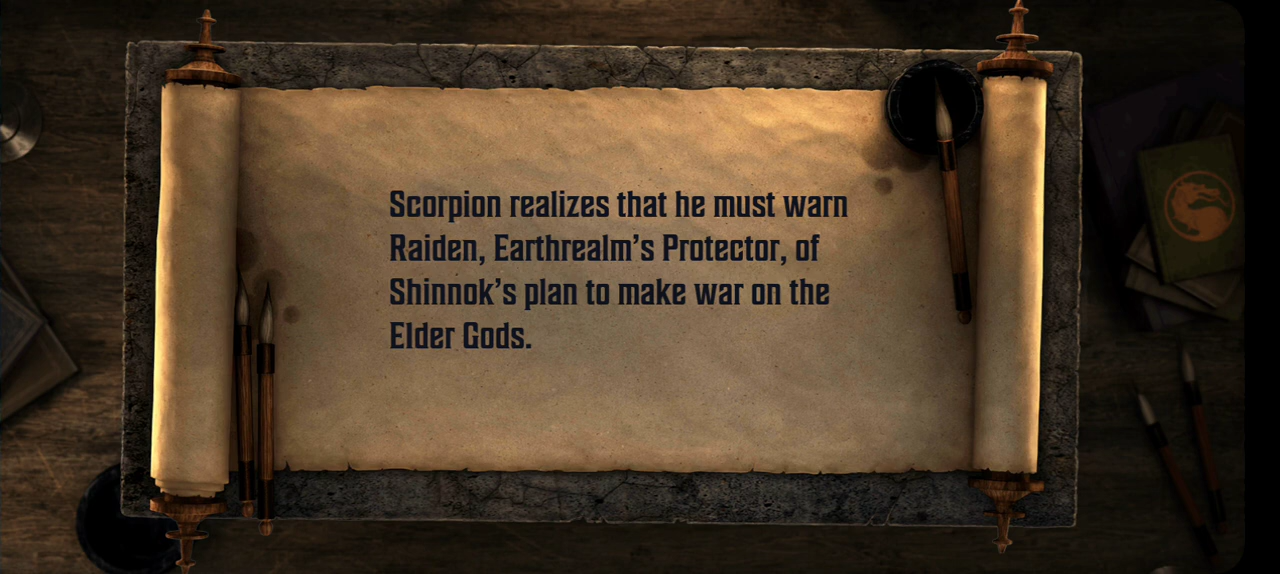 Scorpion realizes that he must warn
Raiden, Earthrealm’s Protector, of
Shinnok’s plan to make war on the
Elder Gods.